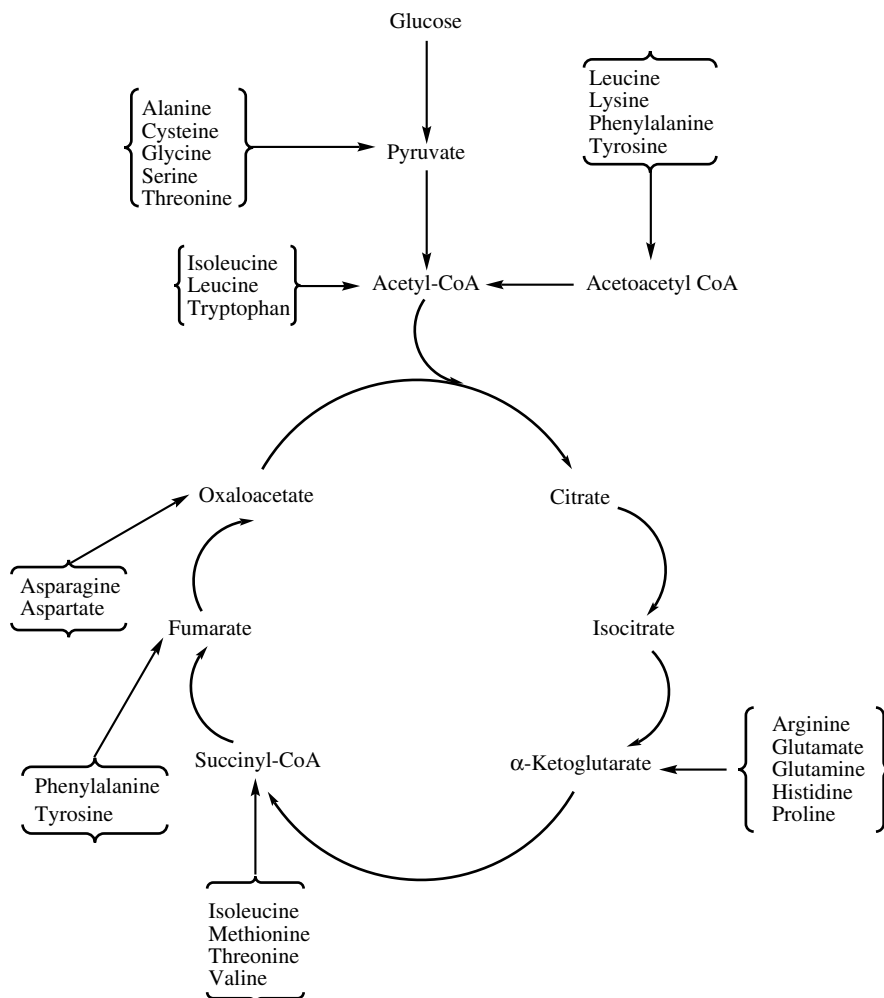 Glucose
Leucine
Lysine
Phenylalanine
Tyrosine
Alanine
Cysteine
Glycine
Serine
Threonine
Pyruvate
Isoleucine
Leucine
Tryptophan
Acetyl-CoA
Acetoacetyl CoA
Oxaloacetate
Citrate
Asparagine
Aspartate
Fumarate
Isocitrate
Succinyl-CoA
α-Ketoglutarate
Arginine
Glutamate
Glutamine
Histidine
Proline
Phenylalanine
Tyrosine
Isoleucine
Methionine
Threonine
Valine